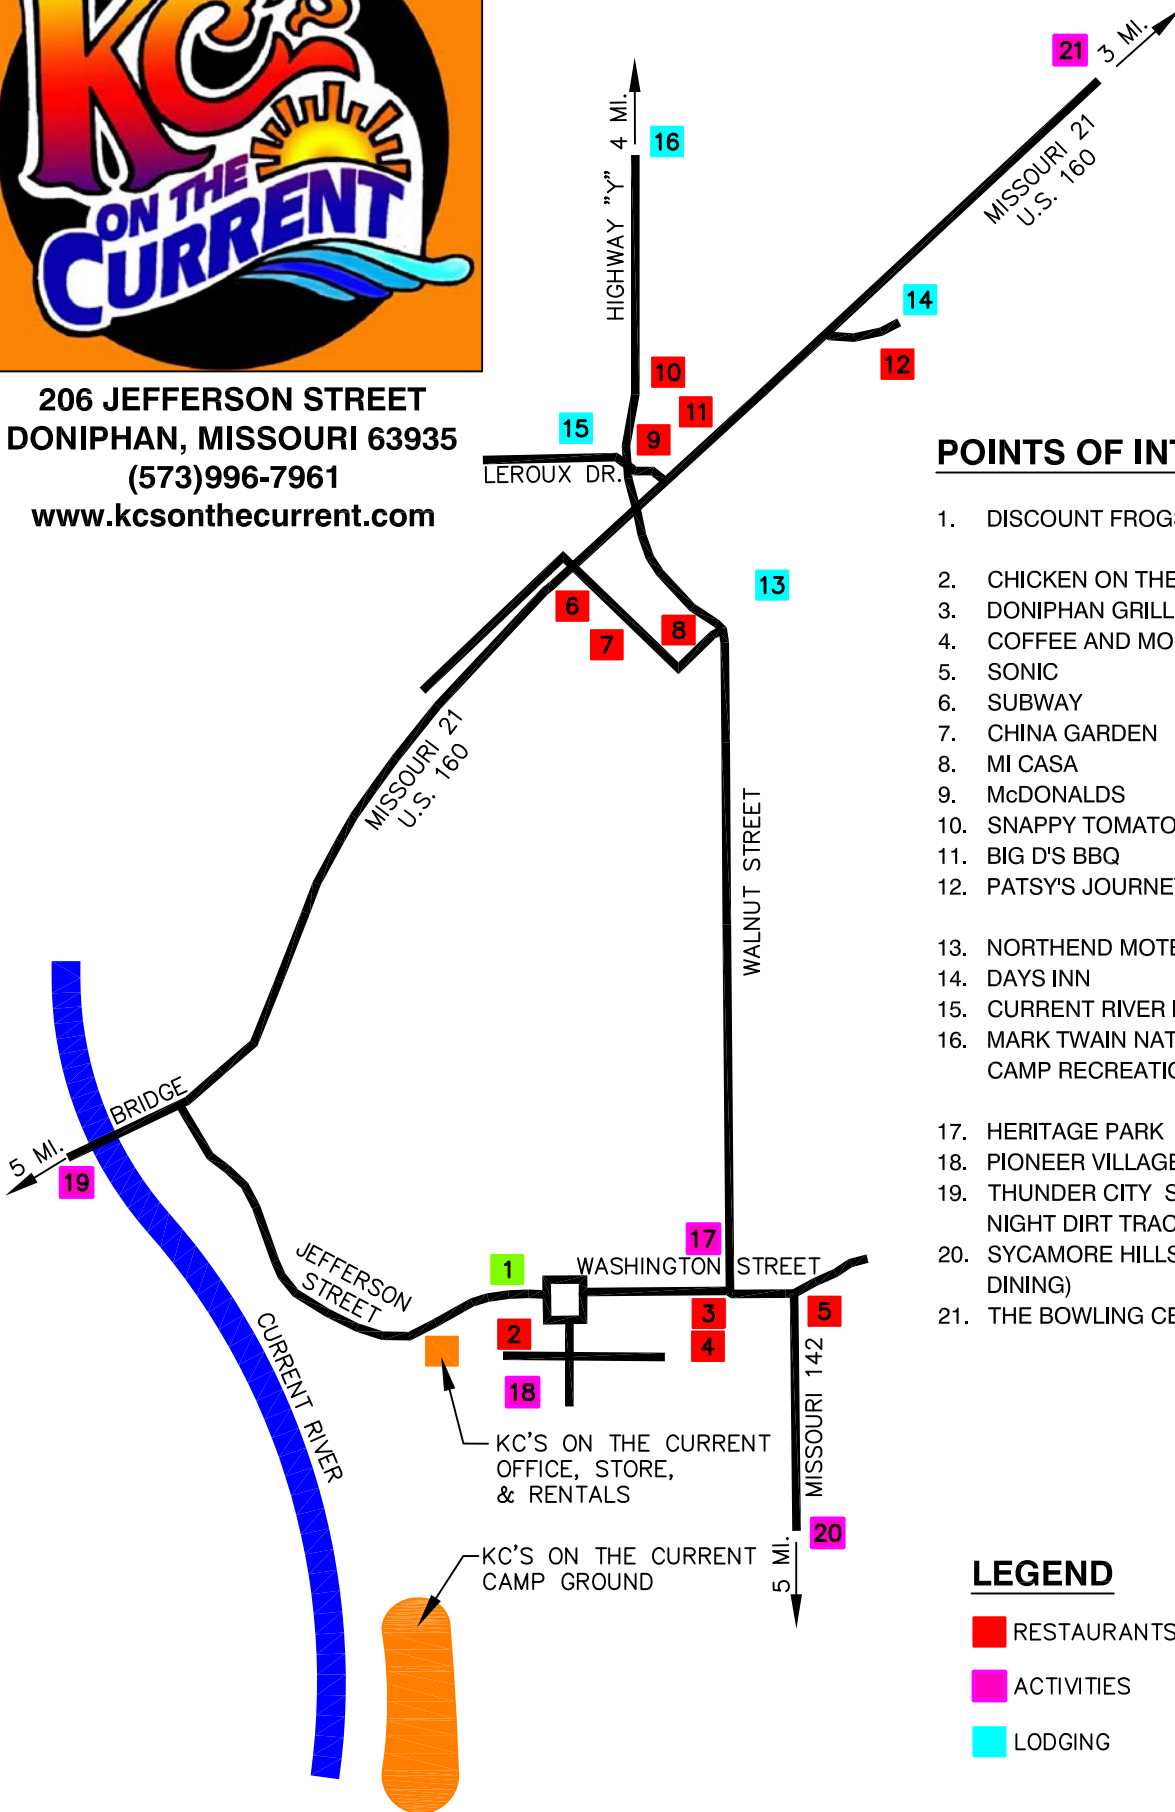 KC's
ON THE
CURRENT
206 JEFFERSON STREET
DONIPHAN, MISSOURI 63935
(573)996-7961
www.kcsonthecurrent.com
21
3 MI.
MISSOURI 21
U.S. 160
4 MI.
16
HIGHWAY "Y"
14
12
10
11
9
15
LEROUX DR.
13
6
7
8
MISSOURI 21
U.S. 160
WALNUT STREET
BRIDGE
5 MI.
19
JEFFERSON
STREET
CURRENT RIVER
1
17
WASHINGTON STREET
2
3
4
5
18
MISSOURI 142
KC'S ON THE CURRENT
OFFICE, STORE,
& RENTALS
20
5 MI.
KC'S ON THE CURRENT
CAMP GROUND
POINTS OF INT
1. DISCOUNT FROG
2. CHICKEN ON THE
3. DONIPHAN GRILL
4. COFFEE AND MO
5. SONIC
6. SUBWAY
7. CHINA GARDEN
8. MI CASA
9. McDONALDS
10. SNAPPY TOMATO
11. BIG D'S BBQ
12. PATSY'S JOURNE
13. NORTHEND MOTE
14. DAYS INN
15. CURRENT RIVER
16. MARK TWAIN NAT
CAMP RECREATIO
17. HERITAGE PARK
18. PIONEER VILLAGE
19. THUNDER CITY S
NIGHT DIRT TRAC
20. SYCAMORE HILLS
DINING)
21. THE BOWLING CE
LEGEND
RESTAURANTS
ACTIVITIES
LODGING